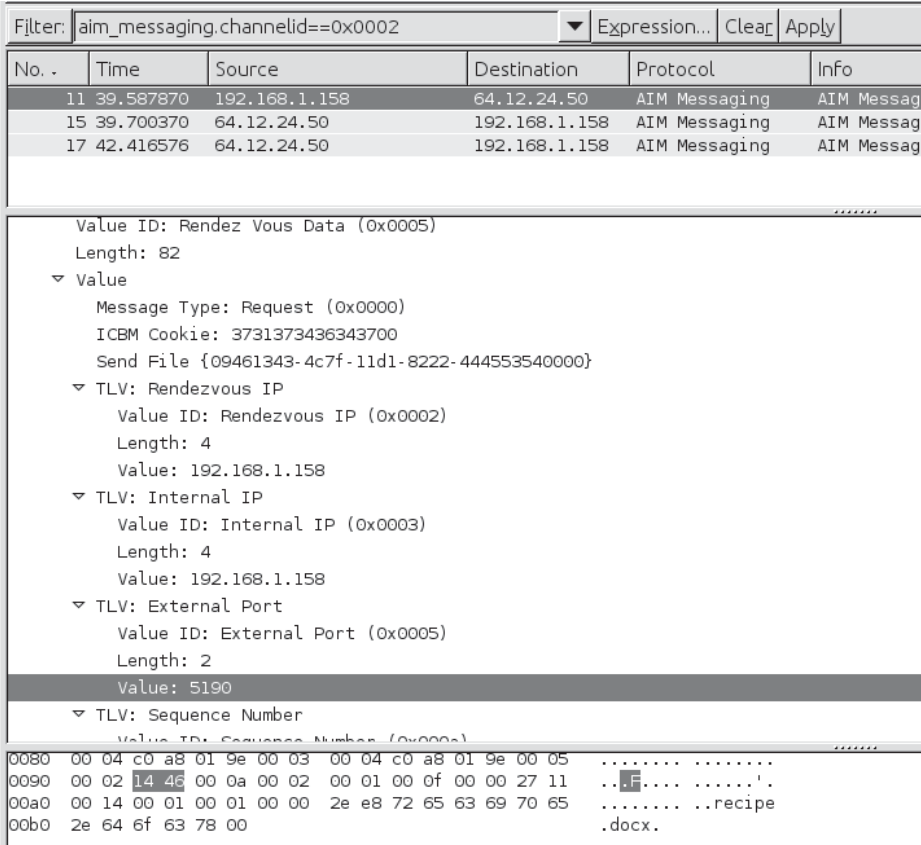 Filter: aim_messaging.channelid==0x0002 Expression... Clear Apply
No. Time Source Destination Protocol Info
11 39.587870 192.168.1.158 64.12.24.50 AIM Messaging AIM Messag
15 39.700370 64.12.24.50 192.168.1.158 AIM Messaging AIM Messag
17 42.416576 64.12.24.50 192.168.1.158 AIM Messaging AIM Messag
Value ID: Rendez Vous Data (0x0005)
Length: 82
Value
Message Type: Request (0x0000)
ICBM Cookie: 3731373436343700
Send File {09461343-4c7f-11d1-8222-444553540000}
TLV: Rendezvous IP
Value ID: Rendezvous IP (0x0002)
Length: 4
Value: 192.168.1.158
TLV: Internal IP
Value ID: Internal IP (0x0003)
Length: 4
Value: 192.168.1.158
TLV: External Port
Value ID: External Port (0x0005)
Length: 2
Value: 5190
TLV: Sequence Number
Value ID: Sequence Number (0x000a)
0080 00 04 c0 a8 01 9e 00 03 00 04 c0 a8 01 9e 00 05 ........ ........
0090 00 02 14 46 00 0a 00 02 00 01 00 0f 00 00 27 11 ...F.... ......'.
00a0 00 14 00 01 00 01 00 00 2e e8 72 65 63 69 70 65 ........ ..recipe
00b0 2e 64 6f 63 78 00 .docx.